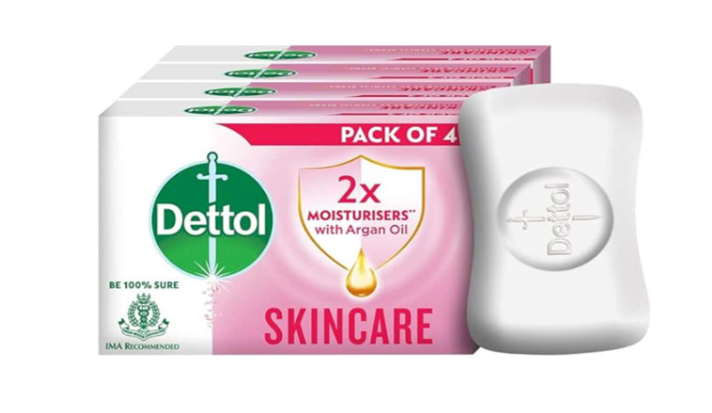 PACK OF 4
Dettol
2x
MOISTURISERS**
with Argan Oil
BE 100% SURE
SKINCARE
IMA RECOMMENDED
Dettol